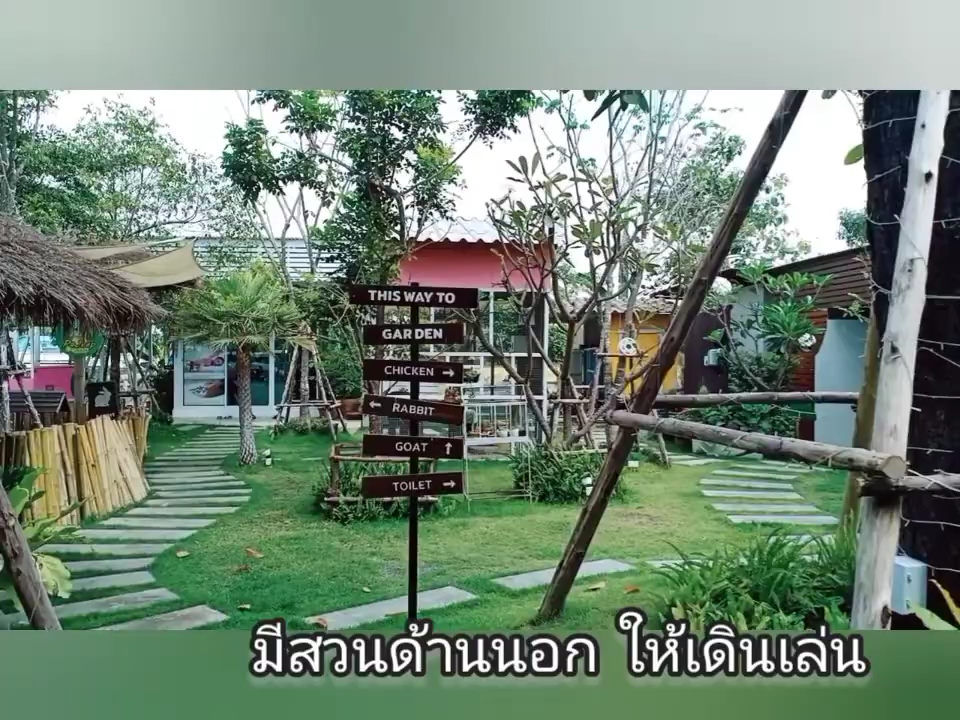 THIS WAY TO
GARDEN
CHICKEN →
← RABBIT
GOAT ↑
TOILET →
มีสวนด้านนอก ให้เดินเล่น